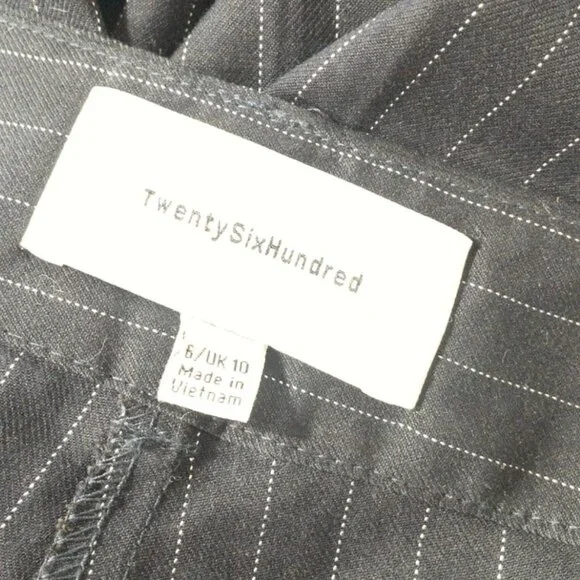 TwentySixHundred
6/UK 10
Made in
Vietnam